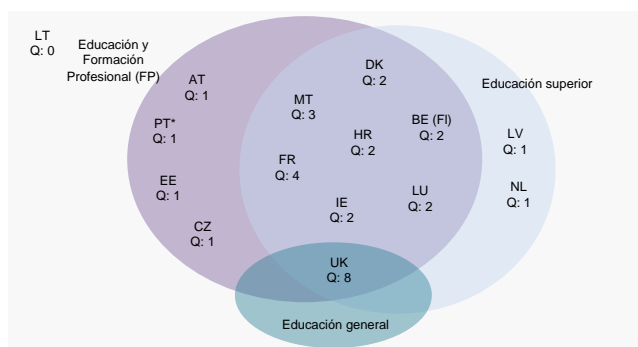 LT
Q: 0
Educación y
Formación
Profesional (FP)
AT
Q: 1
PT*
Q: 1
EE
Q: 1
CZ
Q: 1
DK
Q: 2
MT
Q: 3
HR
Q: 2
BE (Fl)
Q: 2
FR
Q: 4
IE
Q: 2
LU
Q: 2
UK
Q: 8
Educación superior
LV
Q: 1
NL
Q: 1
Educación general